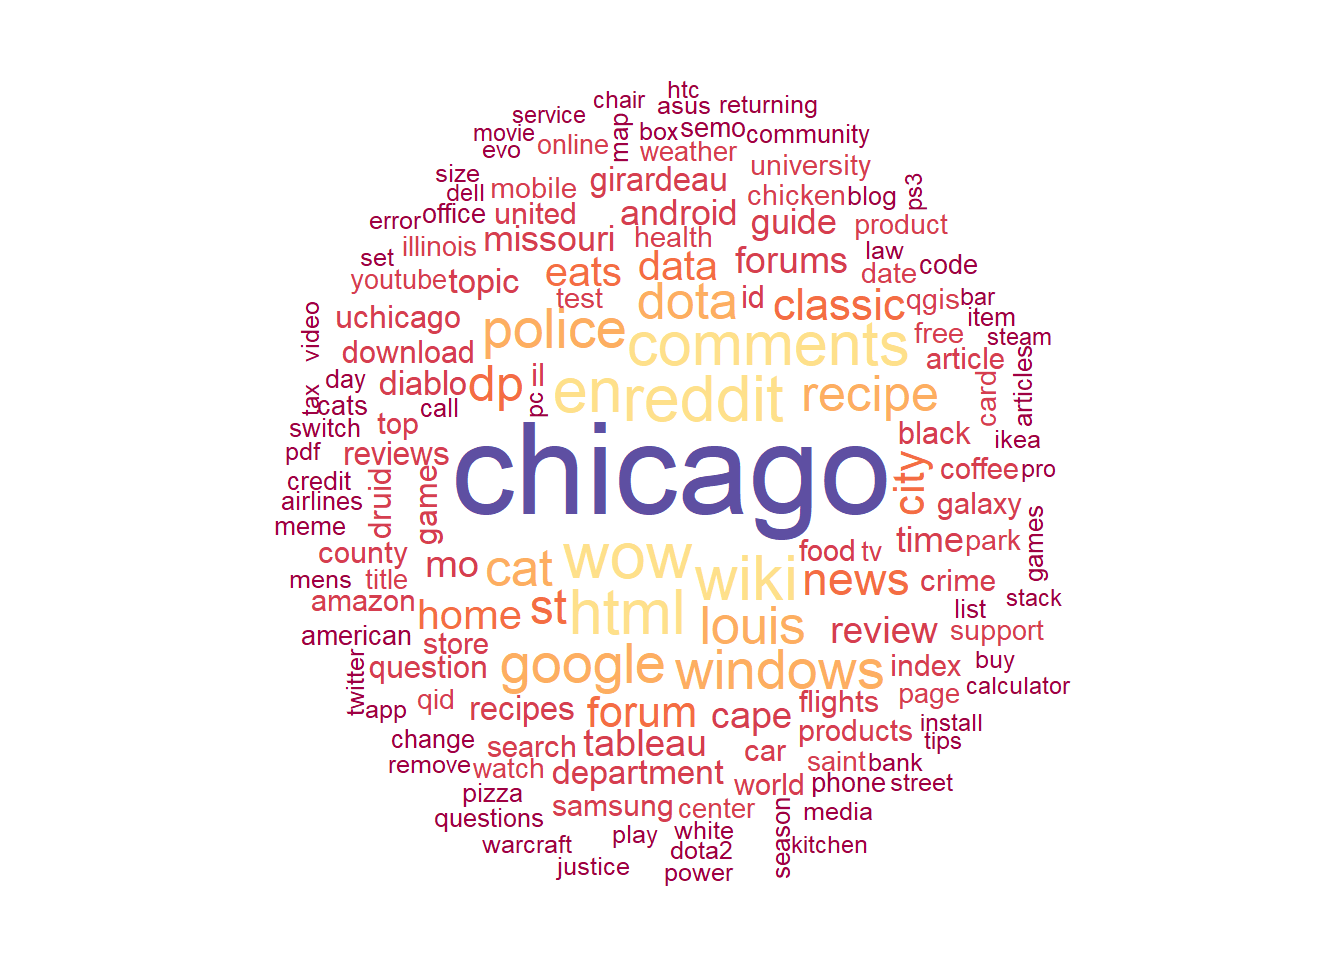 htc
chair
asus returning
service
map
box semo community
movie
evo
online
weather
university
size
dell
mobile
girardeau
chicken blog
ps3
error office united
android
guide
product
illinois
missouri
health
forums
law
set
date
code
youtube topic
eats
data
test
dota
id
classic
qgis
bar
item
video
uchicago
police
comments
free
steam
download
article
articles
tax
day
cats
diablo
dp
il
pc
en
reddit
recipe
card
call
switch
top
black
ikea
pdf
reviews
chicago
city
coffee
pro
credit
airlines
meme
druid
game
galaxy
games
county
mo
cat
wow
food
tv
time
park
mens
title
wiki
news
crime
stack
amazon
home
st
html
louis
list
american
store
review
support
twitter
question
google
windows
index
buy
calculator
app
qid
recipes
forum
cape
flights
page
products
install
tips
change
search
tableau
car
remove
watch
department
saint
bank
world
phone
street
pizza
samsung
center
questions
season
media
warcraft
play
white
dota2
kitchen
justice
power